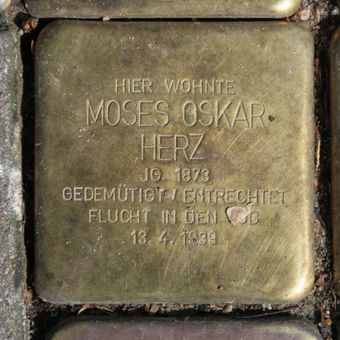 HIER WOHNTE
MOSES OSKAR
HERZ
JG. 1873
GEDEMÜTIGT / ENTRECHTET
FLUCHT IN DEN
13.4.1939